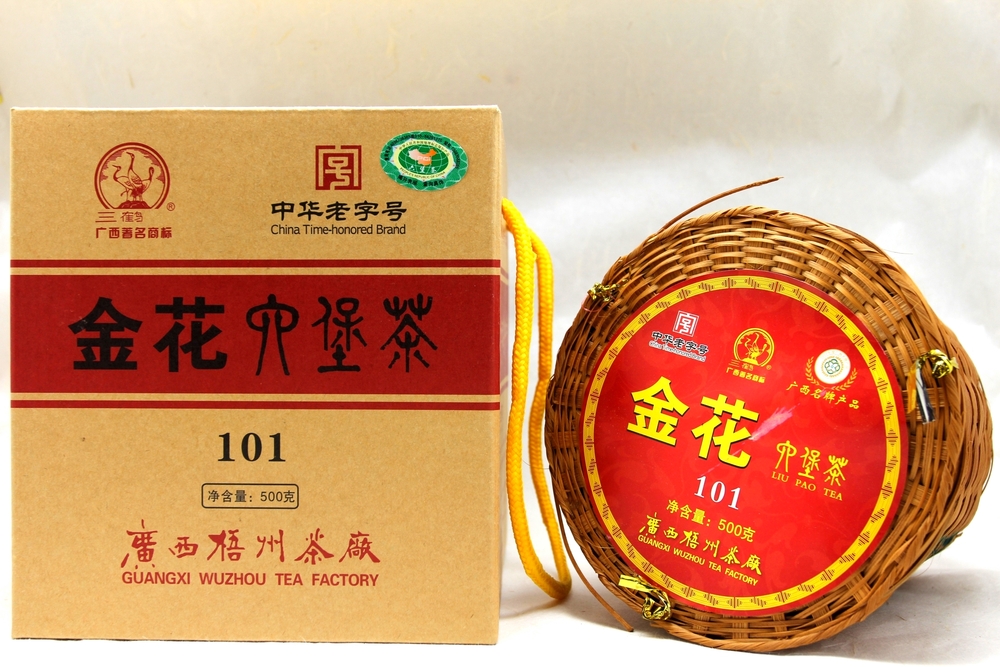 三鹤
®
广西著名商标
中华老字号
China Time-honored Brand
金花六堡茶
101
净含量：500克
廣西梧州茶廠
GUANGXI WUZHOU TEA FACTORY
中华老字号
China Time-honored Brand
三鹤
®
广西著名商标
广西名牌产品
金花
六堡茶
LIU PAO TEA
101
净含量：500克
廣西梧州茶廠
GUANGXI WUZHOU TEA FACTORY